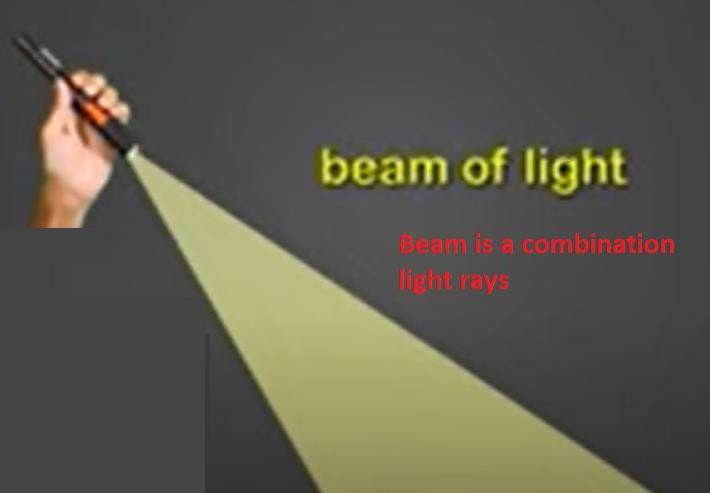 beam of light
Beam is a combination
light rays